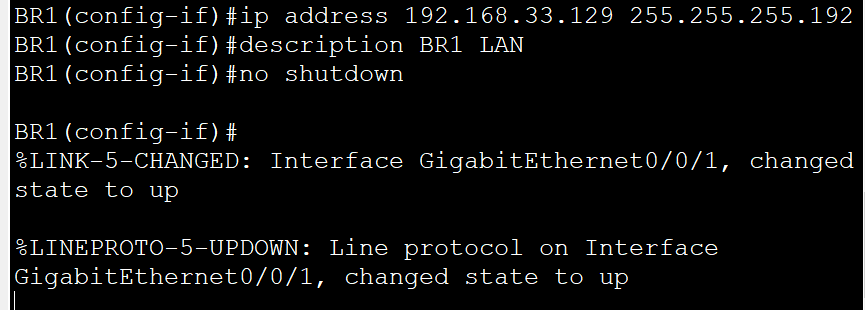 BR1(config-if)#ip address 192.168.33.129 255.255.255.192
BR1(config-if)#description BR1 LAN
BR1(config-if)#no shutdown
BR1(config-if)#
%LINK-5-CHANGED: Interface GigabitEthernet0/0/1, changed
state to up
%LINEPROTO-5-UPDOWN: Line protocol on Interface
GigabitEthernet0/0/1, changed state to up